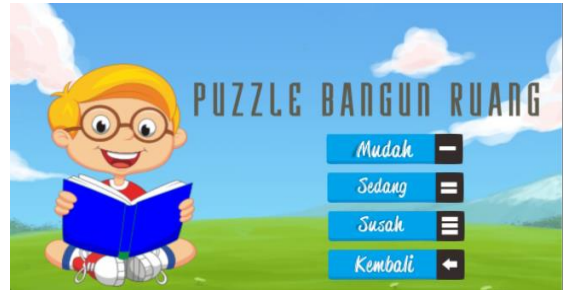 PUZZLE BANGUN RUANG
Mudah
Sedang
Susah
Kembali